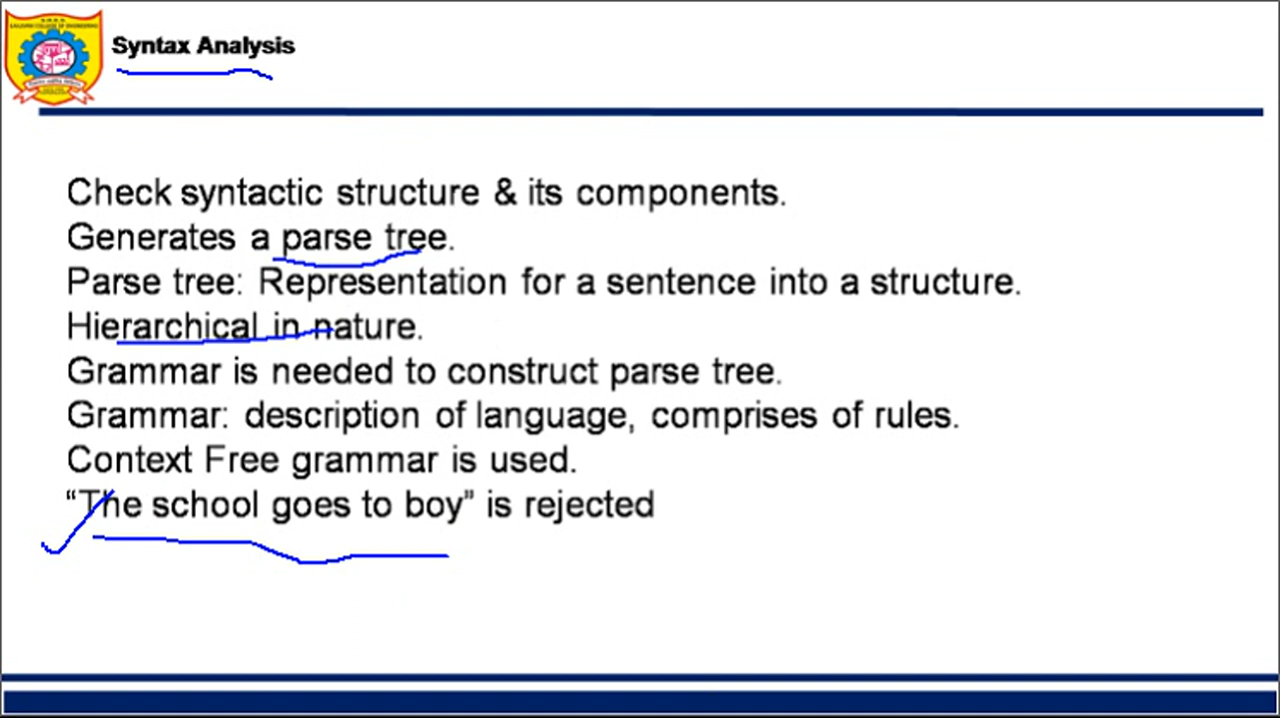 Syntax Analysis
Check syntactic structure & its components.
Generates a parse tree.
Parse tree: Representation for a sentence into a structure.
Hierarchical in nature.
Grammar is needed to construct parse tree.
Grammar: description of language, comprises of rules.
Context Free grammar is used.
“The school goes to boy” is rejected